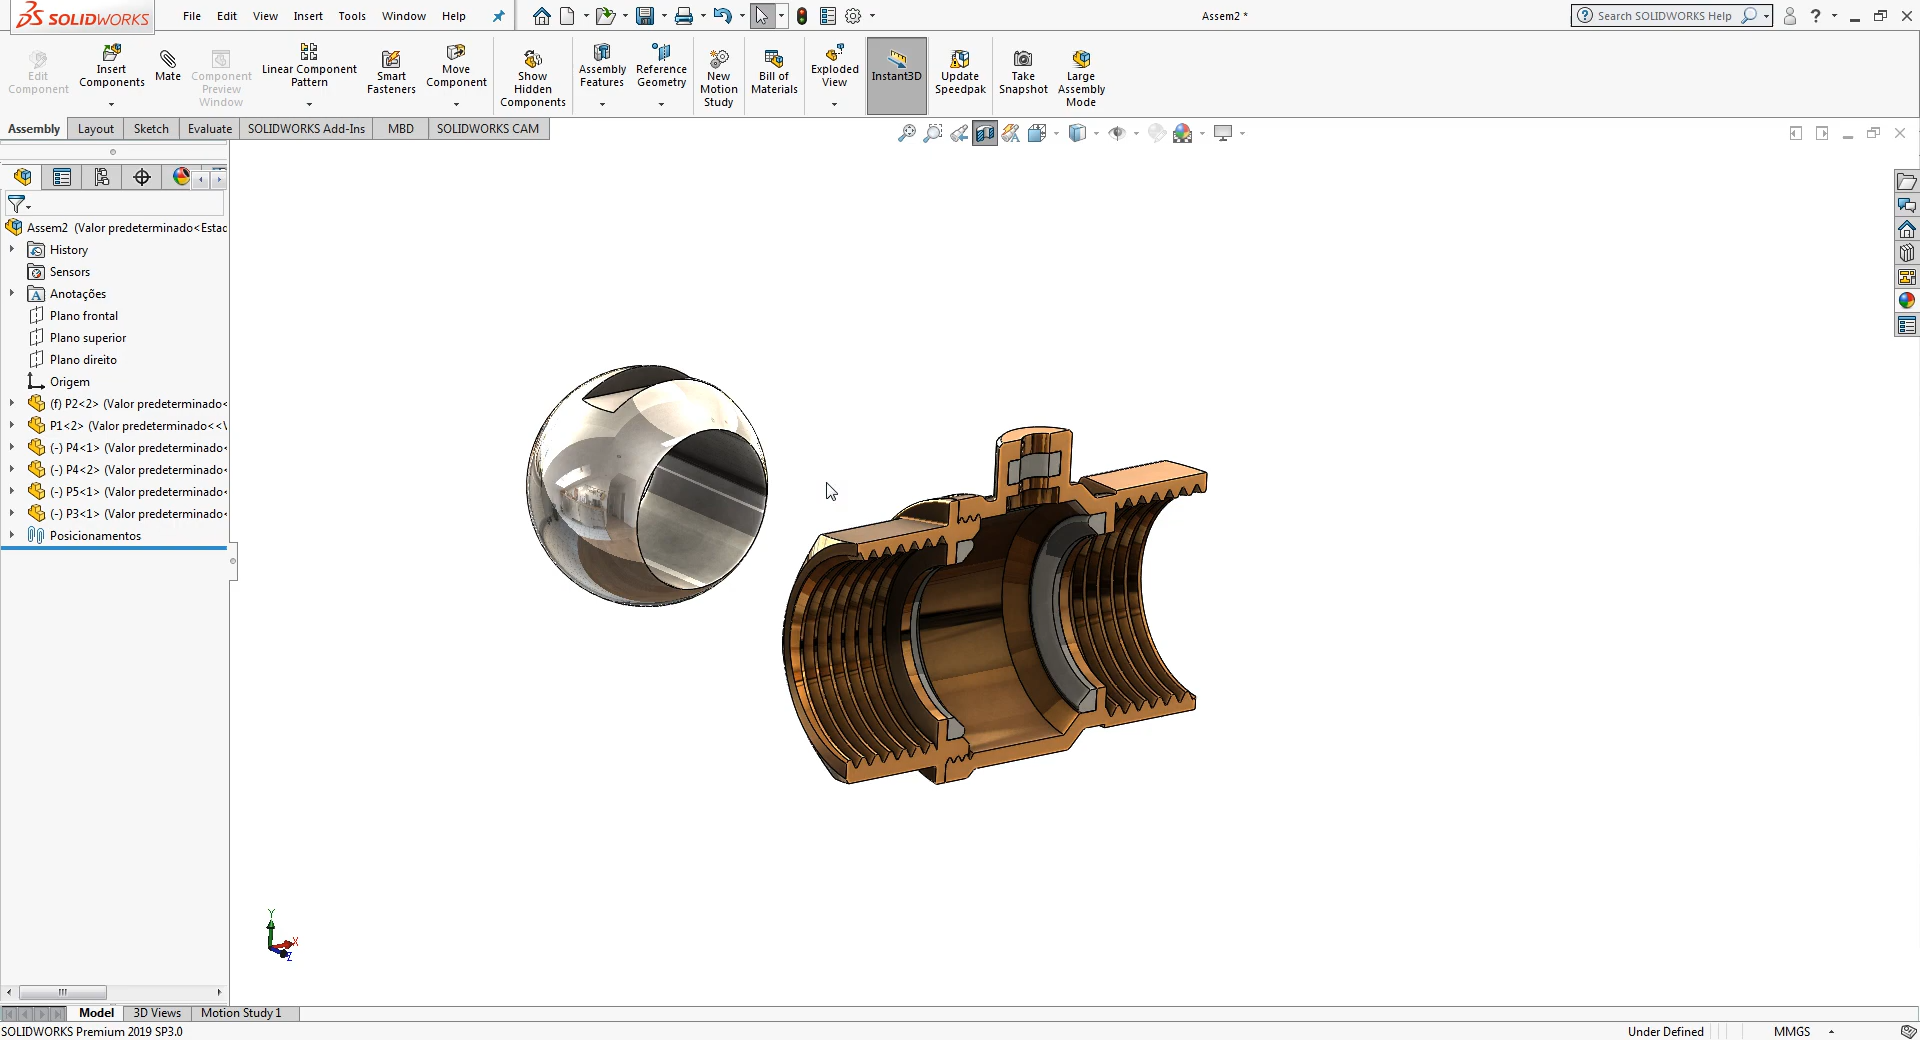 SOLIDWORKS
File Edit View Insert Tools Window Help
Assem2 *
Search SOLIDWORKS Help
Edit Component
Insert Components
Mate
Component Preview Window
Linear Component Pattern
Smart Fasteners
Move Component
Show Hidden Components
Assembly Features
Reference Geometry
New Motion Study
Bill of Materials
Exploded View
Instant3D
Update Speedpak
Take Snapshot
Large Assembly Mode
Assembly Layout Sketch Evaluate SOLIDWORKS Add-Ins MBD SOLIDWORKS CAM
Assem2 (Valor predeterminado<Estac
History
Sensors
Anotações
Plano frontal
Plano superior
Plano direito
Origem
(f) P2<2> (Valor predeterminado<
P1<2> (Valor predeterminado<<\
(-) P4<1> (Valor predeterminado<
(-) P4<2> (Valor predeterminado<
(-) P5<1> (Valor predeterminado<
(-) P3<1> (Valor predeterminado<
Posicionamentos
Y
X
Z
Model 3D Views Motion Study 1
SOLIDWORKS Premium 2019 SP3.0
Under Defined
MMGS